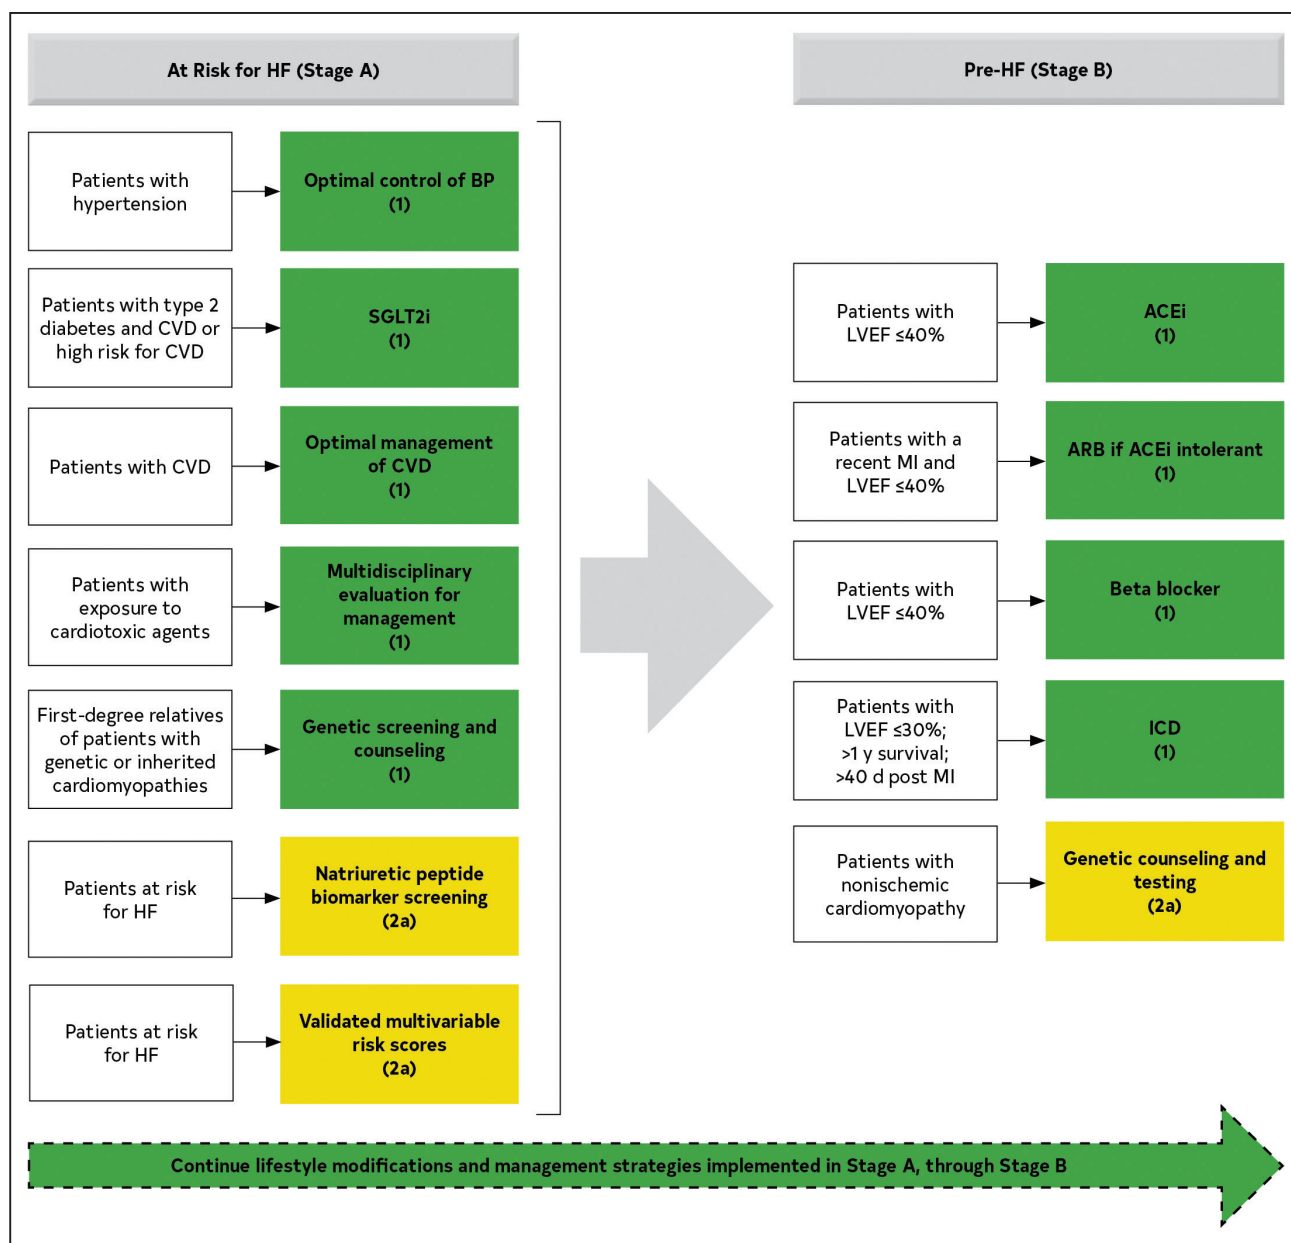 At Risk for HF (Stage A)
Patients with
hypertension
Optimal control of BP
(1)
Patients with type 2
diabetes and CVD or
high risk for CVD
SGLT2i
(1)
Patients with CVD
Optimal management
of CVD
(1)
Patients with
exposure to
cardiotoxic agents
Multidisciplinary
evaluation for
management
(1)
First-degree relatives
of patients with
genetic or inherited
cardiomyopathies
Genetic screening and
counseling
(1)
Patients at risk
for HF
Natriuretic peptide
biomarker screening
(2a)
Patients at risk
for HF
Validated multivariable
risk scores
(2a)
Pre-HF (Stage B)
Patients with
LVEF ≤40%
ACEi
(1)
Patients with a
recent MI and
LVEF ≤40%
ARB if ACEi intolerant
(1)
Patients with
LVEF ≤40%
Beta blocker
(1)
Patients with
LVEF ≤30%;
>1 y survival;
>40 d post MI
ICD
(1)
Patients with
nonischemic
cardiomyopathy
Genetic counseling and
testing
(2a)
Continue lifestyle modifications and management strategies implemented in Stage A, through Stage B